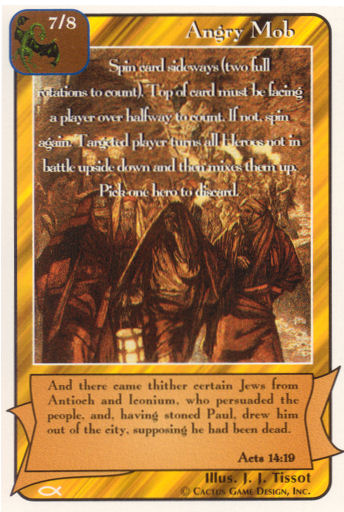 7/8
Angry Mob
Spin card sideways (two full
rotations to count). Top of card must be facing
a player over halfway to count. If not, spin
again. Targeted player turns all Heroes not in
battle upside down and then mixes them up.
Pick one hero to discard.
And there came thither certain Jews from
Antioch and Iconium, who persuaded the
people, and, having stoned Paul, drew him
out of the city, supposing he had been dead.
Acts 14:19
Illus. J. J. Tissot
© Cactus Game Design, Inc.